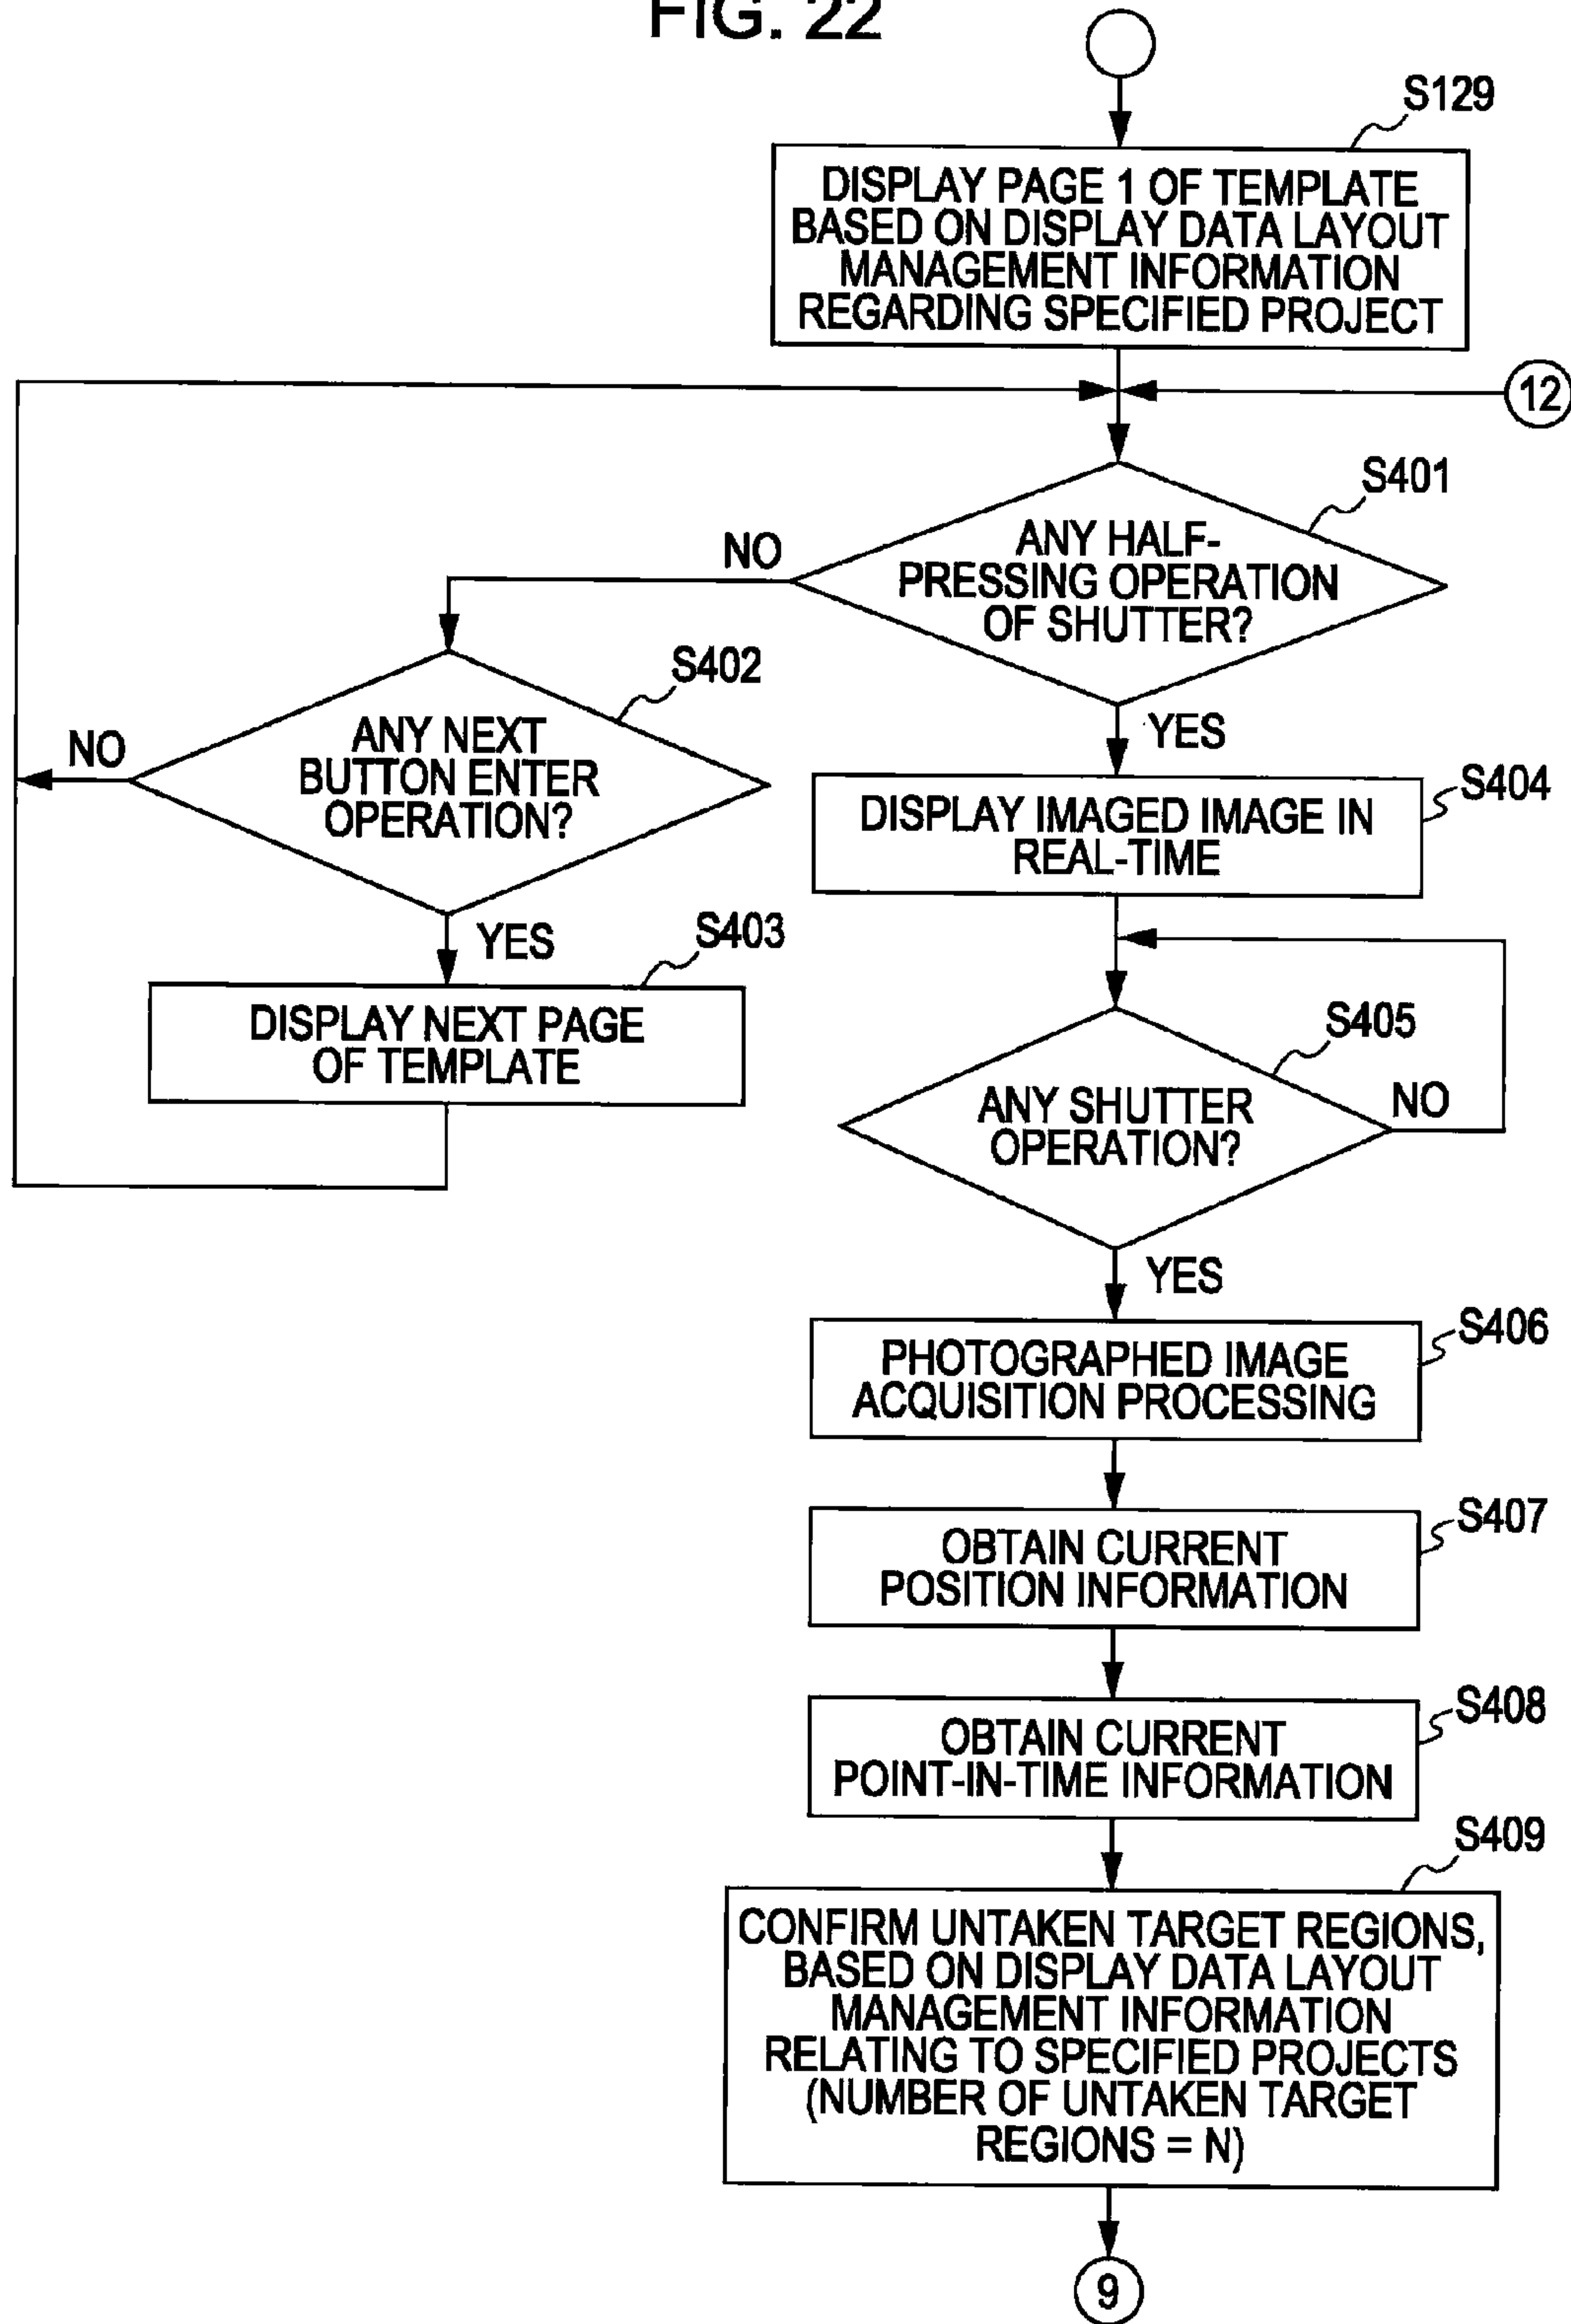 FIG. 22
S129
DISPLAY PAGE 1 OF TEMPLATE
BASED ON DISPLAY DATA LAYOUT
MANAGEMENT INFORMATION
REGARDING SPECIFIED PROJECT
12
S401
ANY HALF-
PRESSING OPERATION
OF SHUTTER?
NO
YES
S402
ANY NEXT
BUTTON ENTER
OPERATION?
NO
YES
S403
DISPLAY NEXT PAGE
OF TEMPLATE
S404
DISPLAY IMAGED IMAGE IN
REAL-TIME
S405
ANY SHUTTER
OPERATION?
NO
YES
S406
PHOTOGRAPHED IMAGE
ACQUISITION PROCESSING
S407
OBTAIN CURRENT
POSITION INFORMATION
S408
OBTAIN CURRENT
POINT-IN-TIME INFORMATION
S409
CONFIRM UNTAKEN TARGET REGIONS,
BASED ON DISPLAY DATA LAYOUT
MANAGEMENT INFORMATION
RELATING TO SPECIFIED PROJECTS
(NUMBER OF UNTAKEN TARGET
REGIONS = N)
9